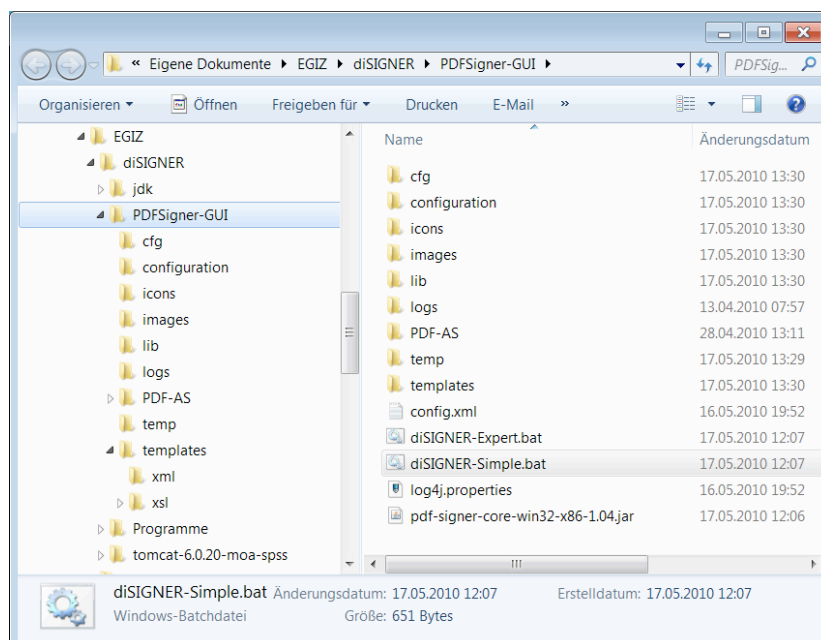 « Eigene Dokumente EGIZ diSIGNER PDFSigner-GUI PDFSig...
Organisieren Öffnen Freigeben für Drucken E-Mail »
EGIZ
diSIGNER
jdk
PDFSigner-GUI
cfg
configuration
icons
images
lib
logs
PDF-AS
temp
templates
xml
xsl
Programme
tomcat-6.0.20-moa-spss
Name Änderungsdatum
cfg 17.05.2010 13:30
configuration 17.05.2010 13:30
icons 17.05.2010 13:30
images 17.05.2010 13:30
lib 17.05.2010 13:30
logs 13.04.2010 07:57
PDF-AS 28.04.2010 13:11
temp 17.05.2010 13:29
templates 17.05.2010 13:30
config.xml 16.05.2010 19:52
diSIGNER-Expert.bat 17.05.2010 12:07
diSIGNER-Simple.bat 17.05.2010 12:07
log4j.properties 16.05.2010 19:52
pdf-signer-core-win32-x86-1.04.jar 17.05.2010 12:06
diSIGNER-Simple.bat Änderungsdatum: 17.05.2010 12:07 Erstelldatum: 17.05.2010 12:07
Windows-Batchdatei Größe: 651 Bytes